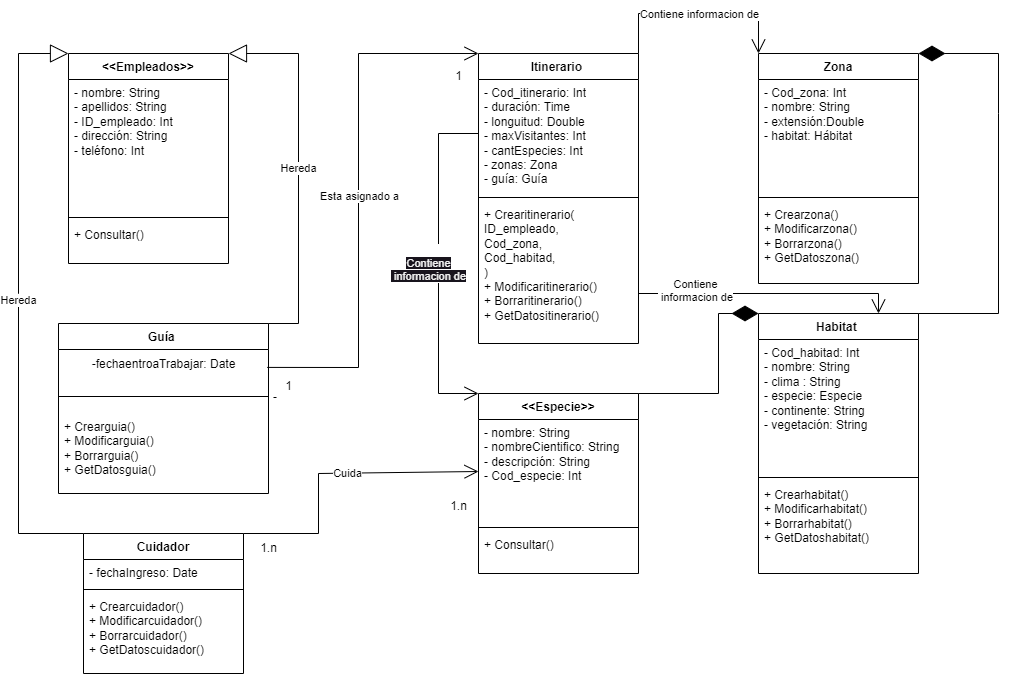 Contiene informacion de
<<Empleados>>
- nombre: String
- apellidos: String
- ID_empleado: Int
- dirección: String
- teléfono: Int
+ Consultar()
Hereda
Hereda
Esta asignado a
1
Itinerario
- Cod_itinerario: Int
- duración: Time
- longuitud: Double
- maxVisitantes: Int
- cantEspecies: Int
- zonas: Zona
- guía: Guía
+ Crearitinerario(
ID_empleado,
Cod_zona,
Cod_habitad,
)
+ Modificaritinerario()
+ Borraritinerario()
+ GetDatositinerario()
Zona
- Cod_zona: Int
- nombre: String
- extensión:Double
- habitat: Hábitat
+ Crearzona()
+ Modificarzona()
+ Borrarzona()
+ GetDatoszona()
Contiene
informacion de
Contiene
informacion de
Guía
-fechaentroaTrabajar: Date
+ Crearguia()
+ Modificarguia()
+ Borrarguia()
+ GetDatosguia()
1
-
<<Especie>>
- nombre: String
- nombreCientifico: String
- descripción: String
- Cod_especie: Int
+ Consultar()
Habitat
- Cod_habitad: Int
- nombre: String
- clima : String
- especie: Especie
- continente: String
- vegetación: String
+ Crearhabitat()
+ Modificarhabitat()
+ Borrarhabitat()
+ GetDatoshabitat()
Cuida
1.n
1.n
Cuidador
- fechaIngreso: Date
+ Crearcuidador()
+ Modificarcuidador()
+ Borrarcuidador()
+ GetDatoscuidador()